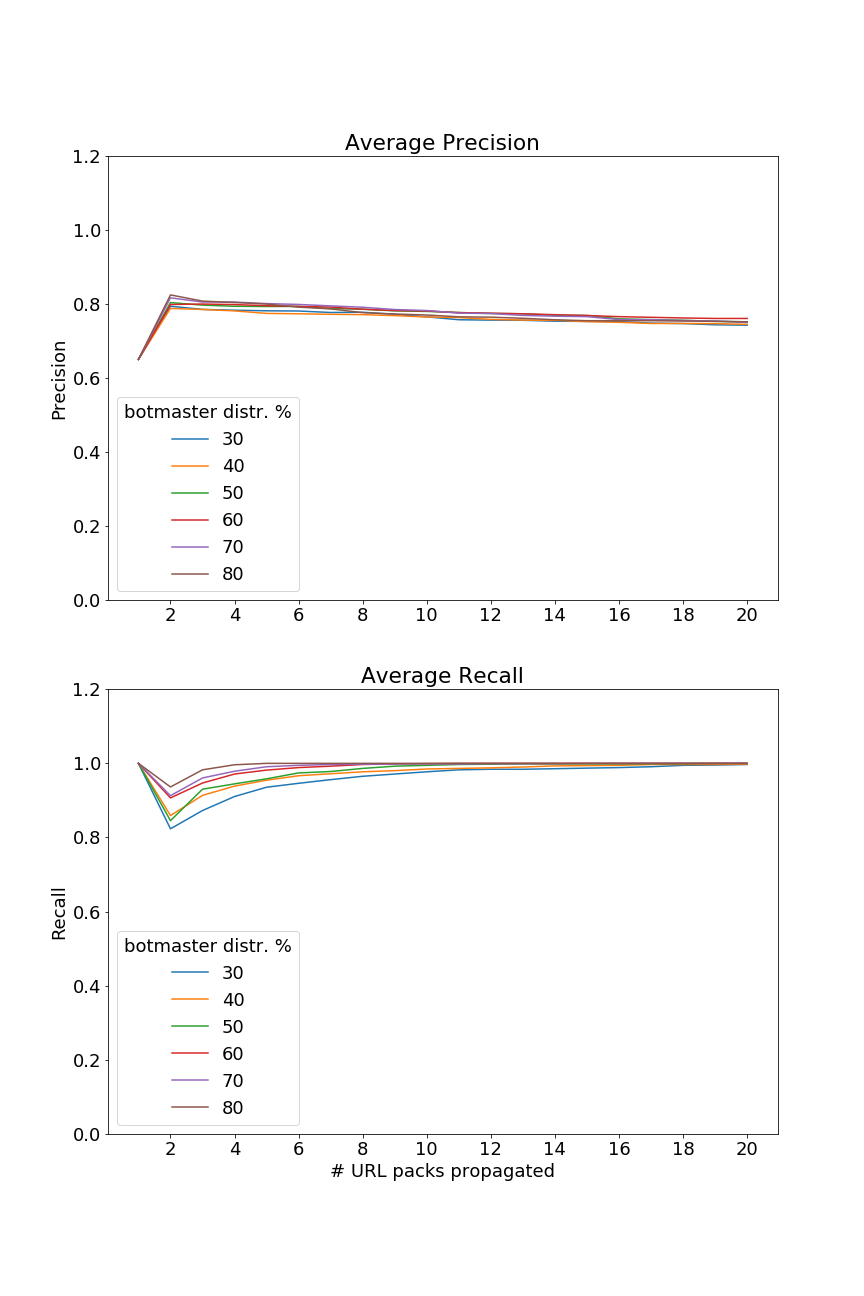 Average Precision
1.2
1.0
0.8
0.6
0.4
0.2
0.0
Precision
botmaster distr. %
30
40
50
60
70
80
2 4 6 8 10 12 14 16 18 20
Average Recall
1.2
1.0
0.8
0.6
0.4
0.2
0.0
Recall
botmaster distr. %
30
40
50
60
70
80
2 4 6 8 10 12 14 16 18 20
# URL packs propagated